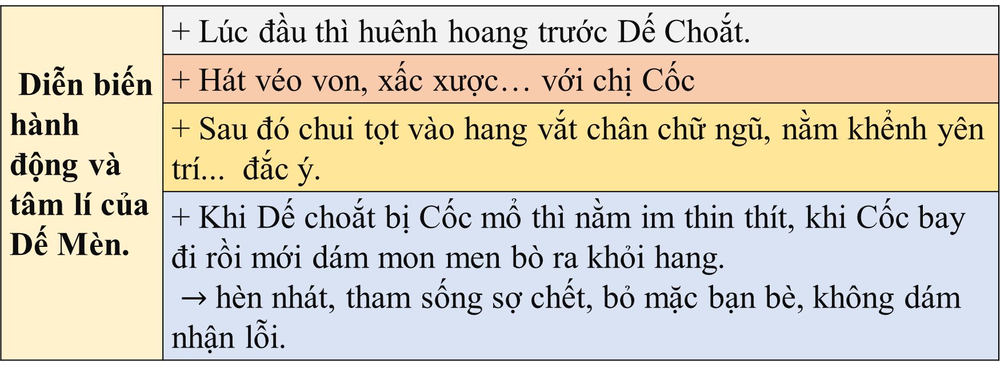 Diễn biến
hành
động và
tâm lí của
Dế Mèn.
+ Lúc đầu thì huênh hoang trước Dế Choắt.
+ Hát véo von, xấc xược… với chị Cốc
+ Sau đó chui tọt vào hang vắt chân chữ ngũ, nằm khểnh yên
trí... đắc ý.
+ Khi Dế choắt bị Cốc mổ thì nằm im thin thít, khi Cốc bay
đi rồi mới dám mon men bò ra khỏi hang.
→ hèn nhát, tham sống sợ chết, bỏ mặc bạn bè, không dám
nhận lỗi.